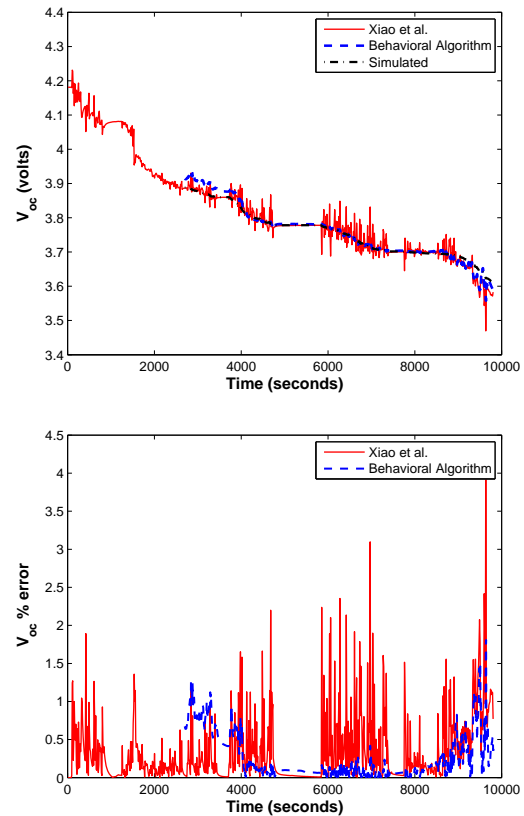 4.4
4.3
4.2
4.1
4
3.9
3.8
3.7
3.6
3.5
3.4
V_oc (volts)
Xiao et al.
Behavioral Algorithm
Simulated
0 2000 4000 6000 8000 10000
Time (seconds)
4.5
4
3.5
3
2.5
2
1.5
1
0.5
0
V_oc % error
Xiao et al.
Behavioral Algorithm
0 2000 4000 6000 8000 10000
Time (seconds)